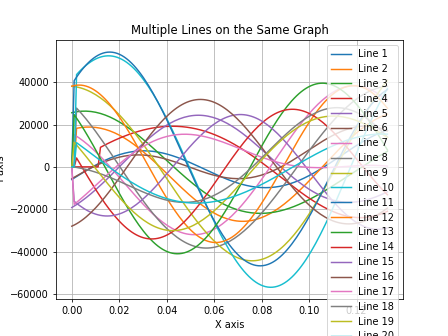 Multiple Lines on the Same Graph
40000
20000
0
−20000
−40000
−60000
0.00
0.02
0.04
0.06
0.08
0.10
X axis
Line 1
Line 2
Line 3
Line 4
Line 5
Line 6
Line 7
Line 8
Line 9
Line 10
Line 11
Line 12
Line 13
Line 14
Line 15
Line 16
Line 17
Line 18
Line 19
Line 20